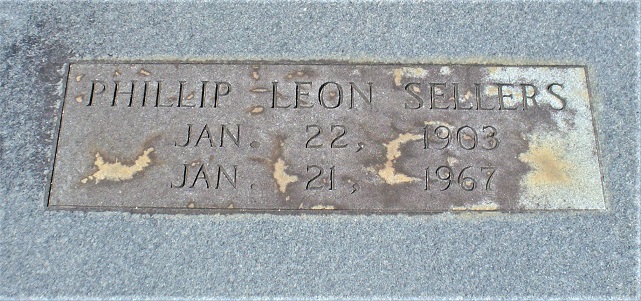 PHILLIP LEON SELLERS
JAN. 22, 1903
JAN. 21, 1967